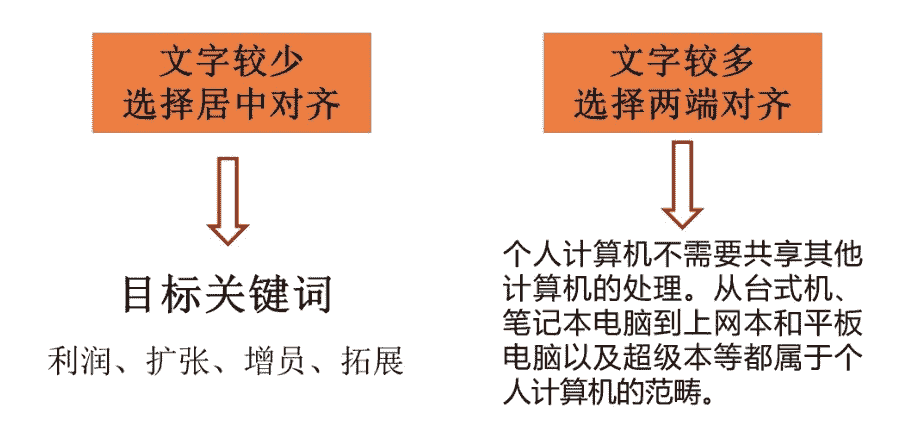 文字较少
选择居中对齐
目标关键词
利润、扩张、增员、拓展
文字较多
选择两端对齐
个人计算机不需要共享其他
计算机的处理。从台式机、
笔记本电脑到上网本和平板
电脑以及超级本等都属于个
人计算机的范畴。